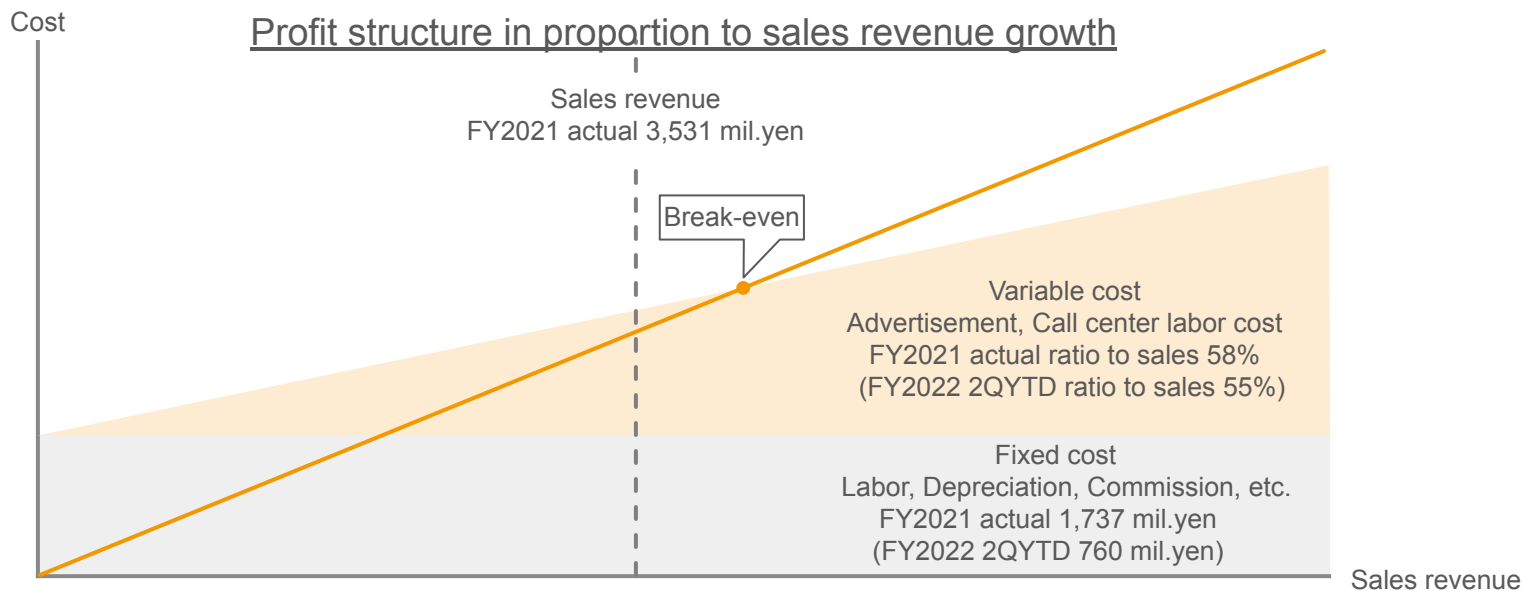 Cost
Profit structure in proportion to sales revenue growth
Sales revenue
FY2021 actual 3,531 mil.yen
Break-even
Variable cost
Advertisement, Call center labor cost
FY2021 actual ratio to sales 58%
(FY2022 2QYTD ratio to sales 55%)
Fixed cost
Labor, Depreciation, Commission, etc.
FY2021 actual 1,737 mil.yen
(FY2022 2QYTD 760 mil.yen)
Sales revenue